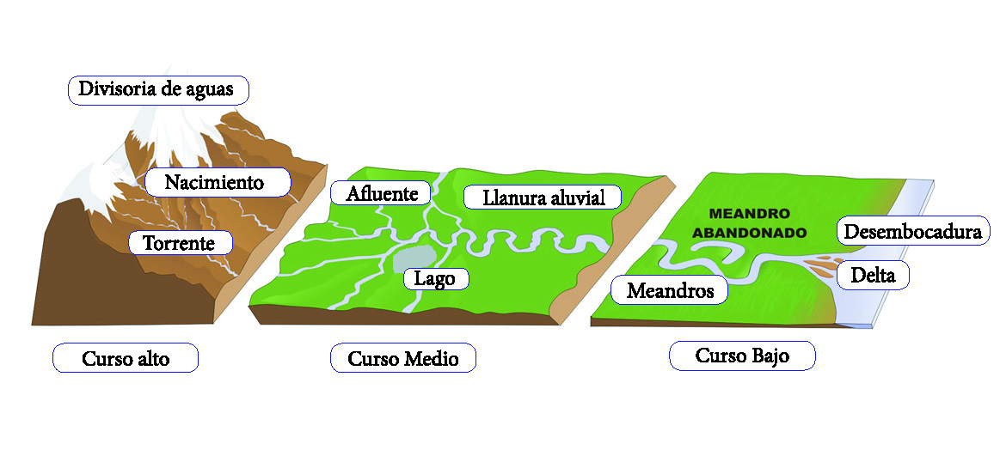 Divisoria de aguas
Nacimiento
Torrente
Curso alto
Afluente
Llanura aluvial
Lago
Curso Medio
MEANDRO
ABANDONADO
Desembocadura
Delta
Meandros
Curso Bajo